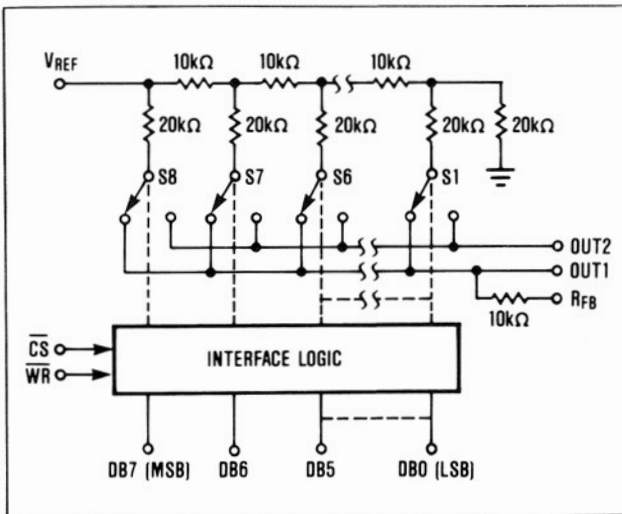 10kΩ 10kΩ 10kΩ
VREF
20kΩ 20kΩ 20kΩ 20kΩ 20kΩ
S8 S7 S6 S1
OUT2
OUT1
RFB
10kΩ
CS
WR
INTERFACE LOGIC
DB7 (MSB) DB6 DB5 DB0 (LSB)